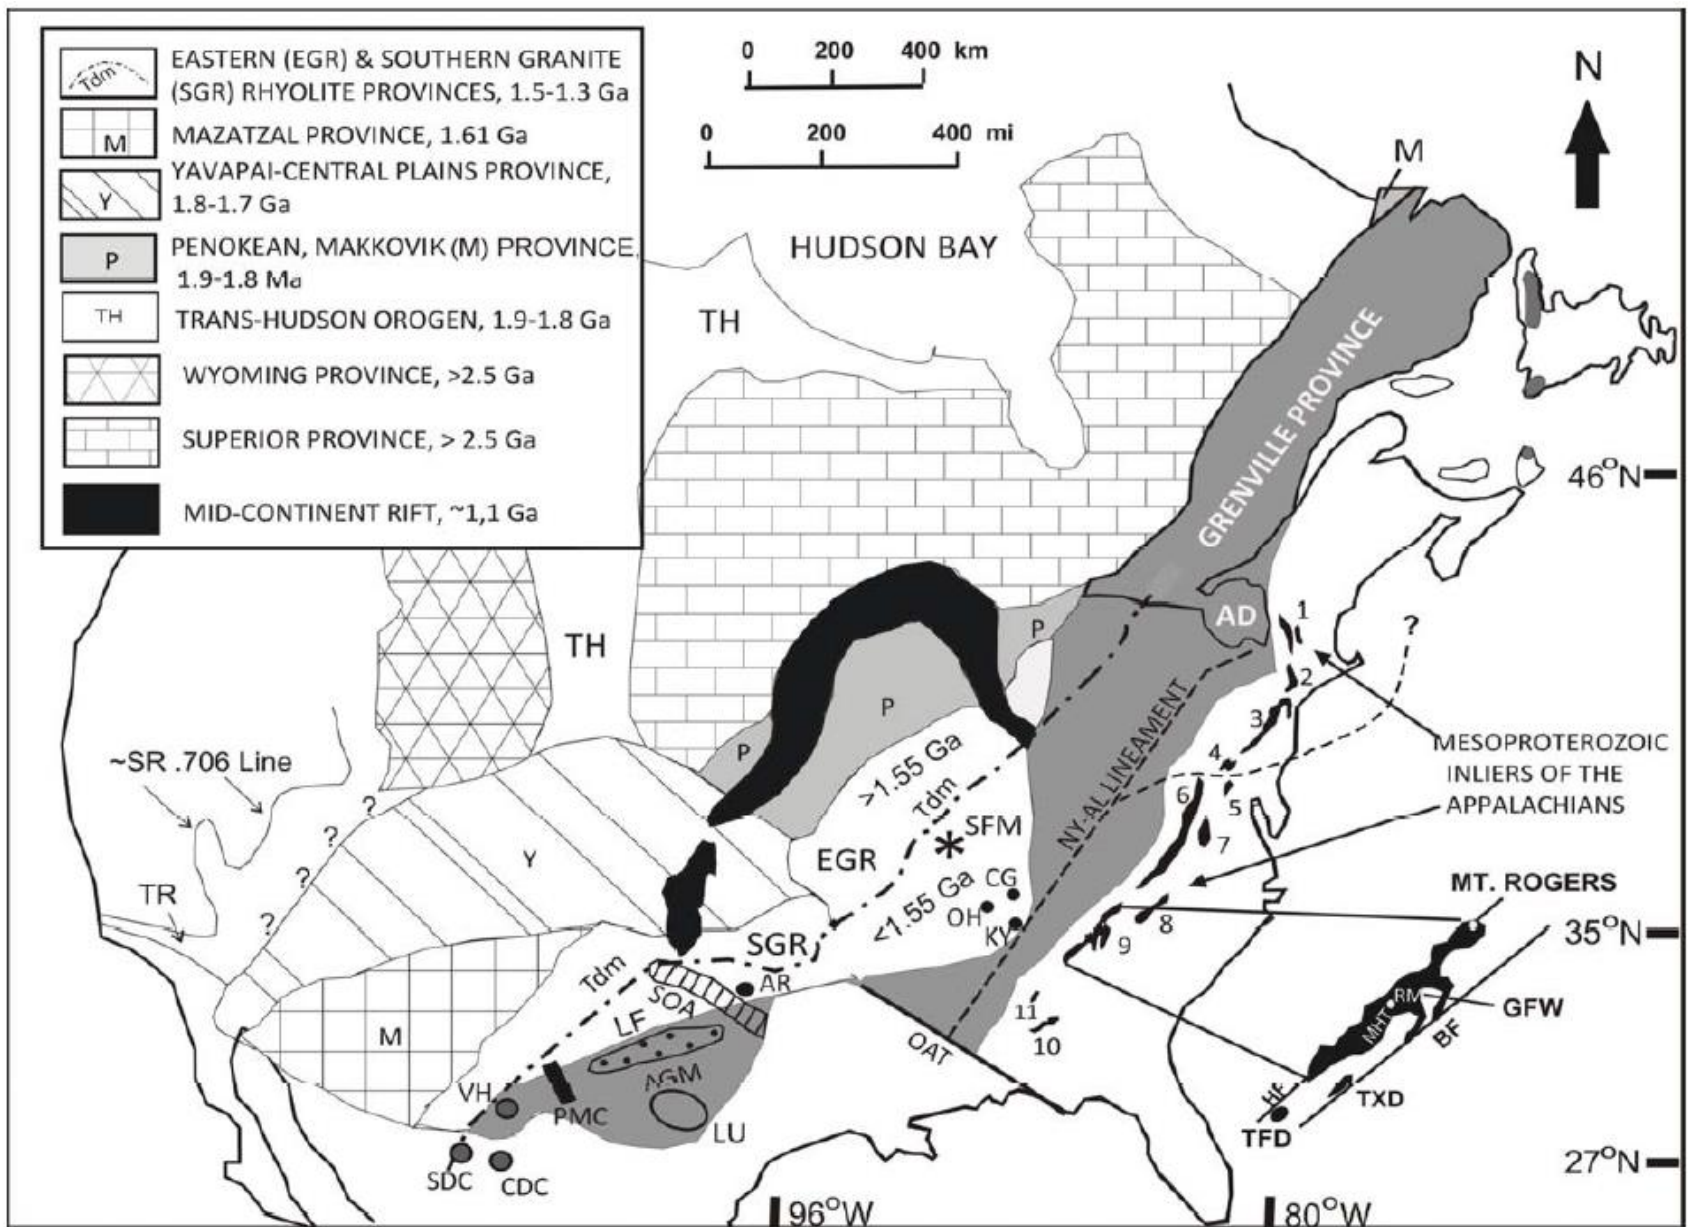 Tdm
EASTERN (EGR) & SOUTHERN GRANITE
(SGR) RHYOLITE PROVINCES, 1.5-1.3 Ga
M
MAZATZAL PROVINCE, 1.61 Ga
Y
YAVAPAI-CENTRAL PLAINS PROVINCE,
1.8-1.7 Ga
P
PENOKEAN, MAKKOVIK (M) PROVINCE,
1.9-1.8 Ma
TH
TRANS-HUDSON OROGEN, 1.9-1.8 Ga
WYOMING PROVINCE, >2.5 Ga
SUPERIOR PROVINCE, > 2.5 Ga
MID-CONTINENT RIFT, ~1,1 Ga
0 200 400 km
0 200 400 mi
N
M
HUDSON BAY
TH
GRENVILLE PROVINCE
46°N
TH
AD
P
P
P
1
2
3
4
5
6
7
8
9
?
NY-AL LINEAMENT
MESOPROTEROZOIC
INLIERS OF THE
APPALACHIANS
~SR .706 Line
TR
?
?
?
?
Y
>1.55 Ga
Tdm
SFM
EGR
<1.55 Ga
CG
OH
KY
SGR
Tdm
AR
SOA
LF
M
AGM
VH
PMC
LU
SDC
CDC
OAT
11
10
MT. ROGERS
35°N
RM
GFW
MHT
BF
HF
TXD
TFD
27°N
96°W
80°W